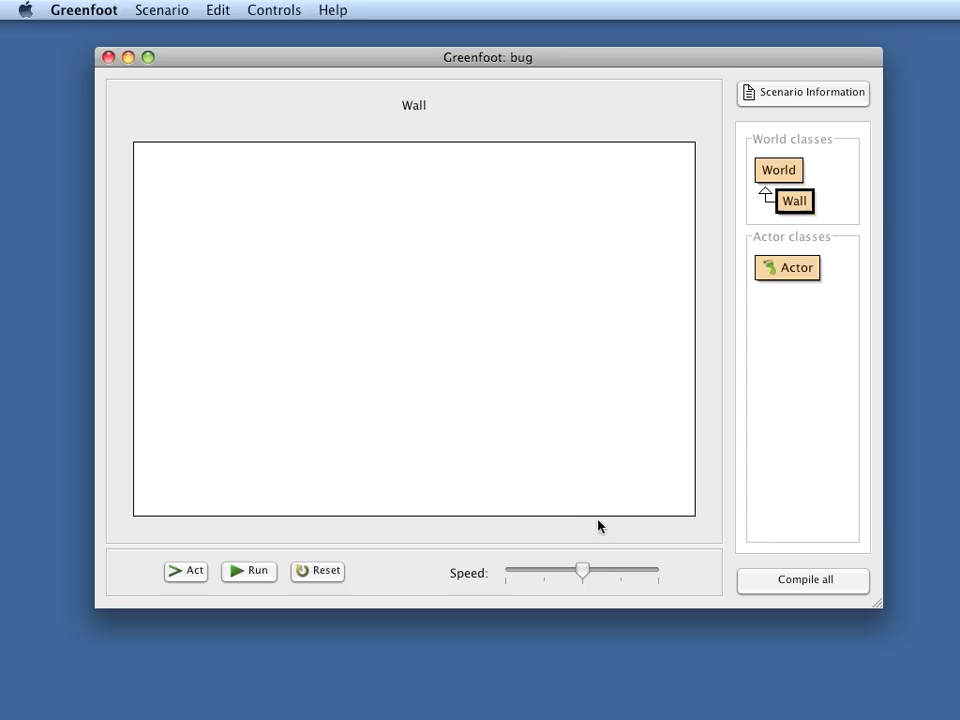 Greenfoot Scenario Edit Controls Help
Greenfoot: bug
Wall
Scenario Information
World classes
World
Wall
Actor classes
Actor
Act Run Reset Speed:
Compile all